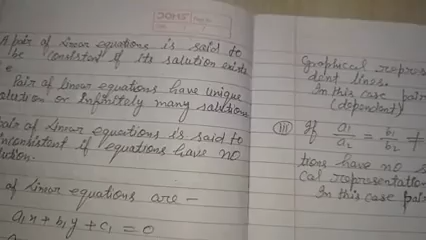 A pair of linear equations is said to
be consistent if its solution exists
Pair of linear equations have unique
solution or infinitely many solutions
pair of linear equations is said to
inconsistent if equations have no
lution.
of linear equations are —
a₁x + b₁y + c₁ = 0
Graphical repres
dent lines.
In this case pair
(dependent)
(III) If a₁/a₂ = b₁/b₂ ≠
tions have no s
cal representation
In this case pai